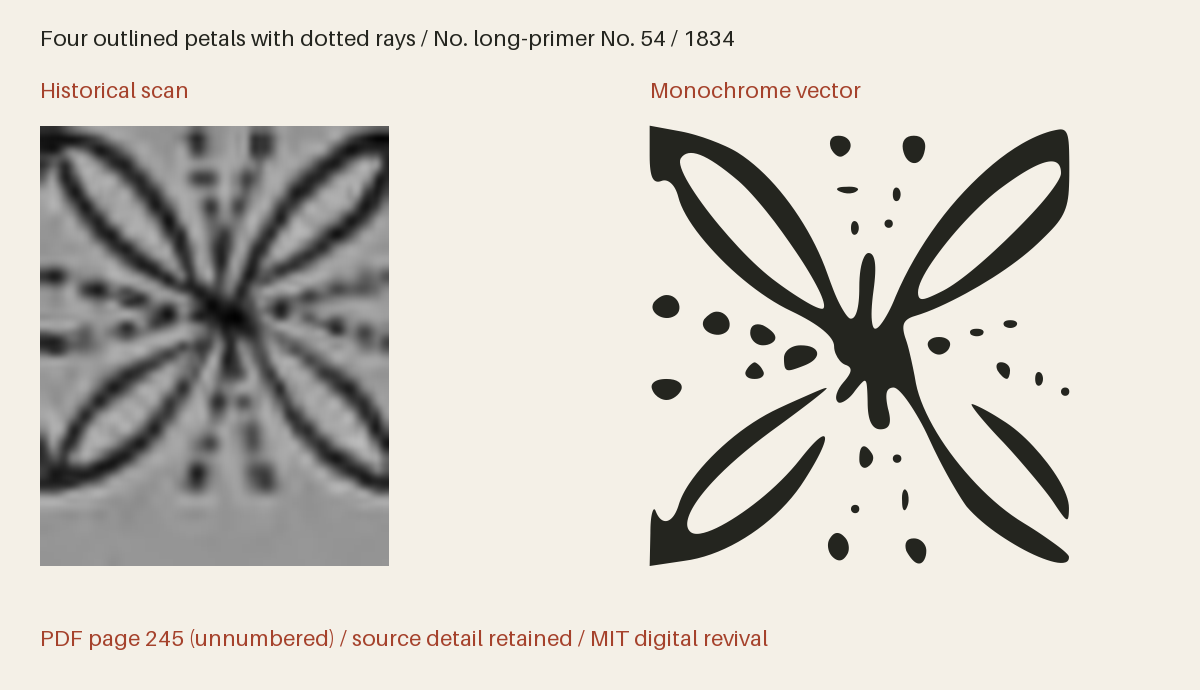 Four outlined petals with dotted rays / No. long-primer No. 54 / 1834
Historical scan
Monochrome vector
PDF page 245 (unnumbered) / source detail retained / MIT digital revival